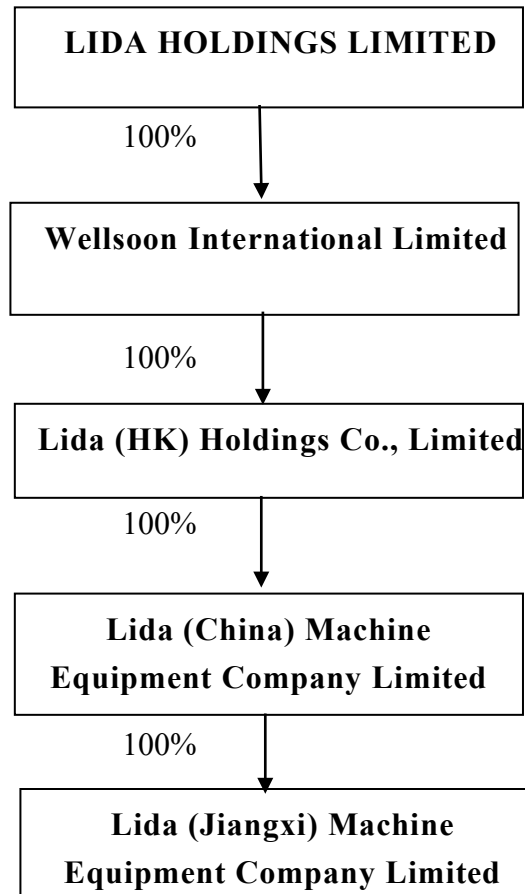 LIDA HOLDINGS LIMITED
100%
Wellsoon International Limited
100%
Lida (HK) Holdings Co., Limited
100%
Lida (China) Machine
Equipment Company Limited
100%
Lida (Jiangxi) Machine
Equipment Company Limited